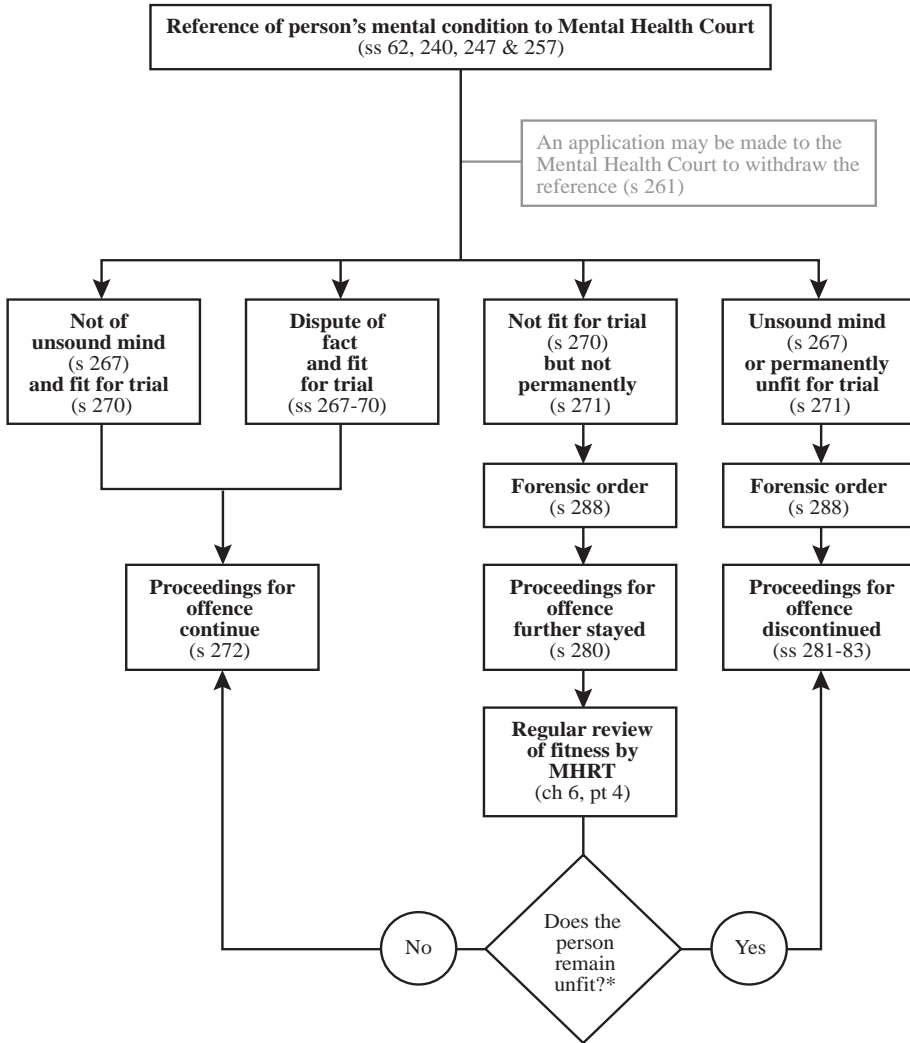 Reference of person's mental condition to Mental Health Court
(ss 62, 240, 247 & 257)
An application may be made to the
Mental Health Court to withdraw the
reference (s 261)
Not of
unsound mind
(s 267)
and fit for trial
(s 270)
Dispute of
fact
and fit
for trial
(ss 267-70)
Not fit for trial
(s 270)
but not
permanently
(s 271)
Unsound mind
(s 267)
or permanently
unfit for trial
(s 271)
Forensic order
(s 288)
Forensic order
(s 288)
Proceedings for
offence
continue
(s 272)
Proceedings for
offence
further stayed
(s 280)
Proceedings for
offence
discontinued
(ss 281-83)
Regular review
of fitness by
MHRT
(ch 6, pt 4)
No
Does the
person
remain
unfit?*
Yes